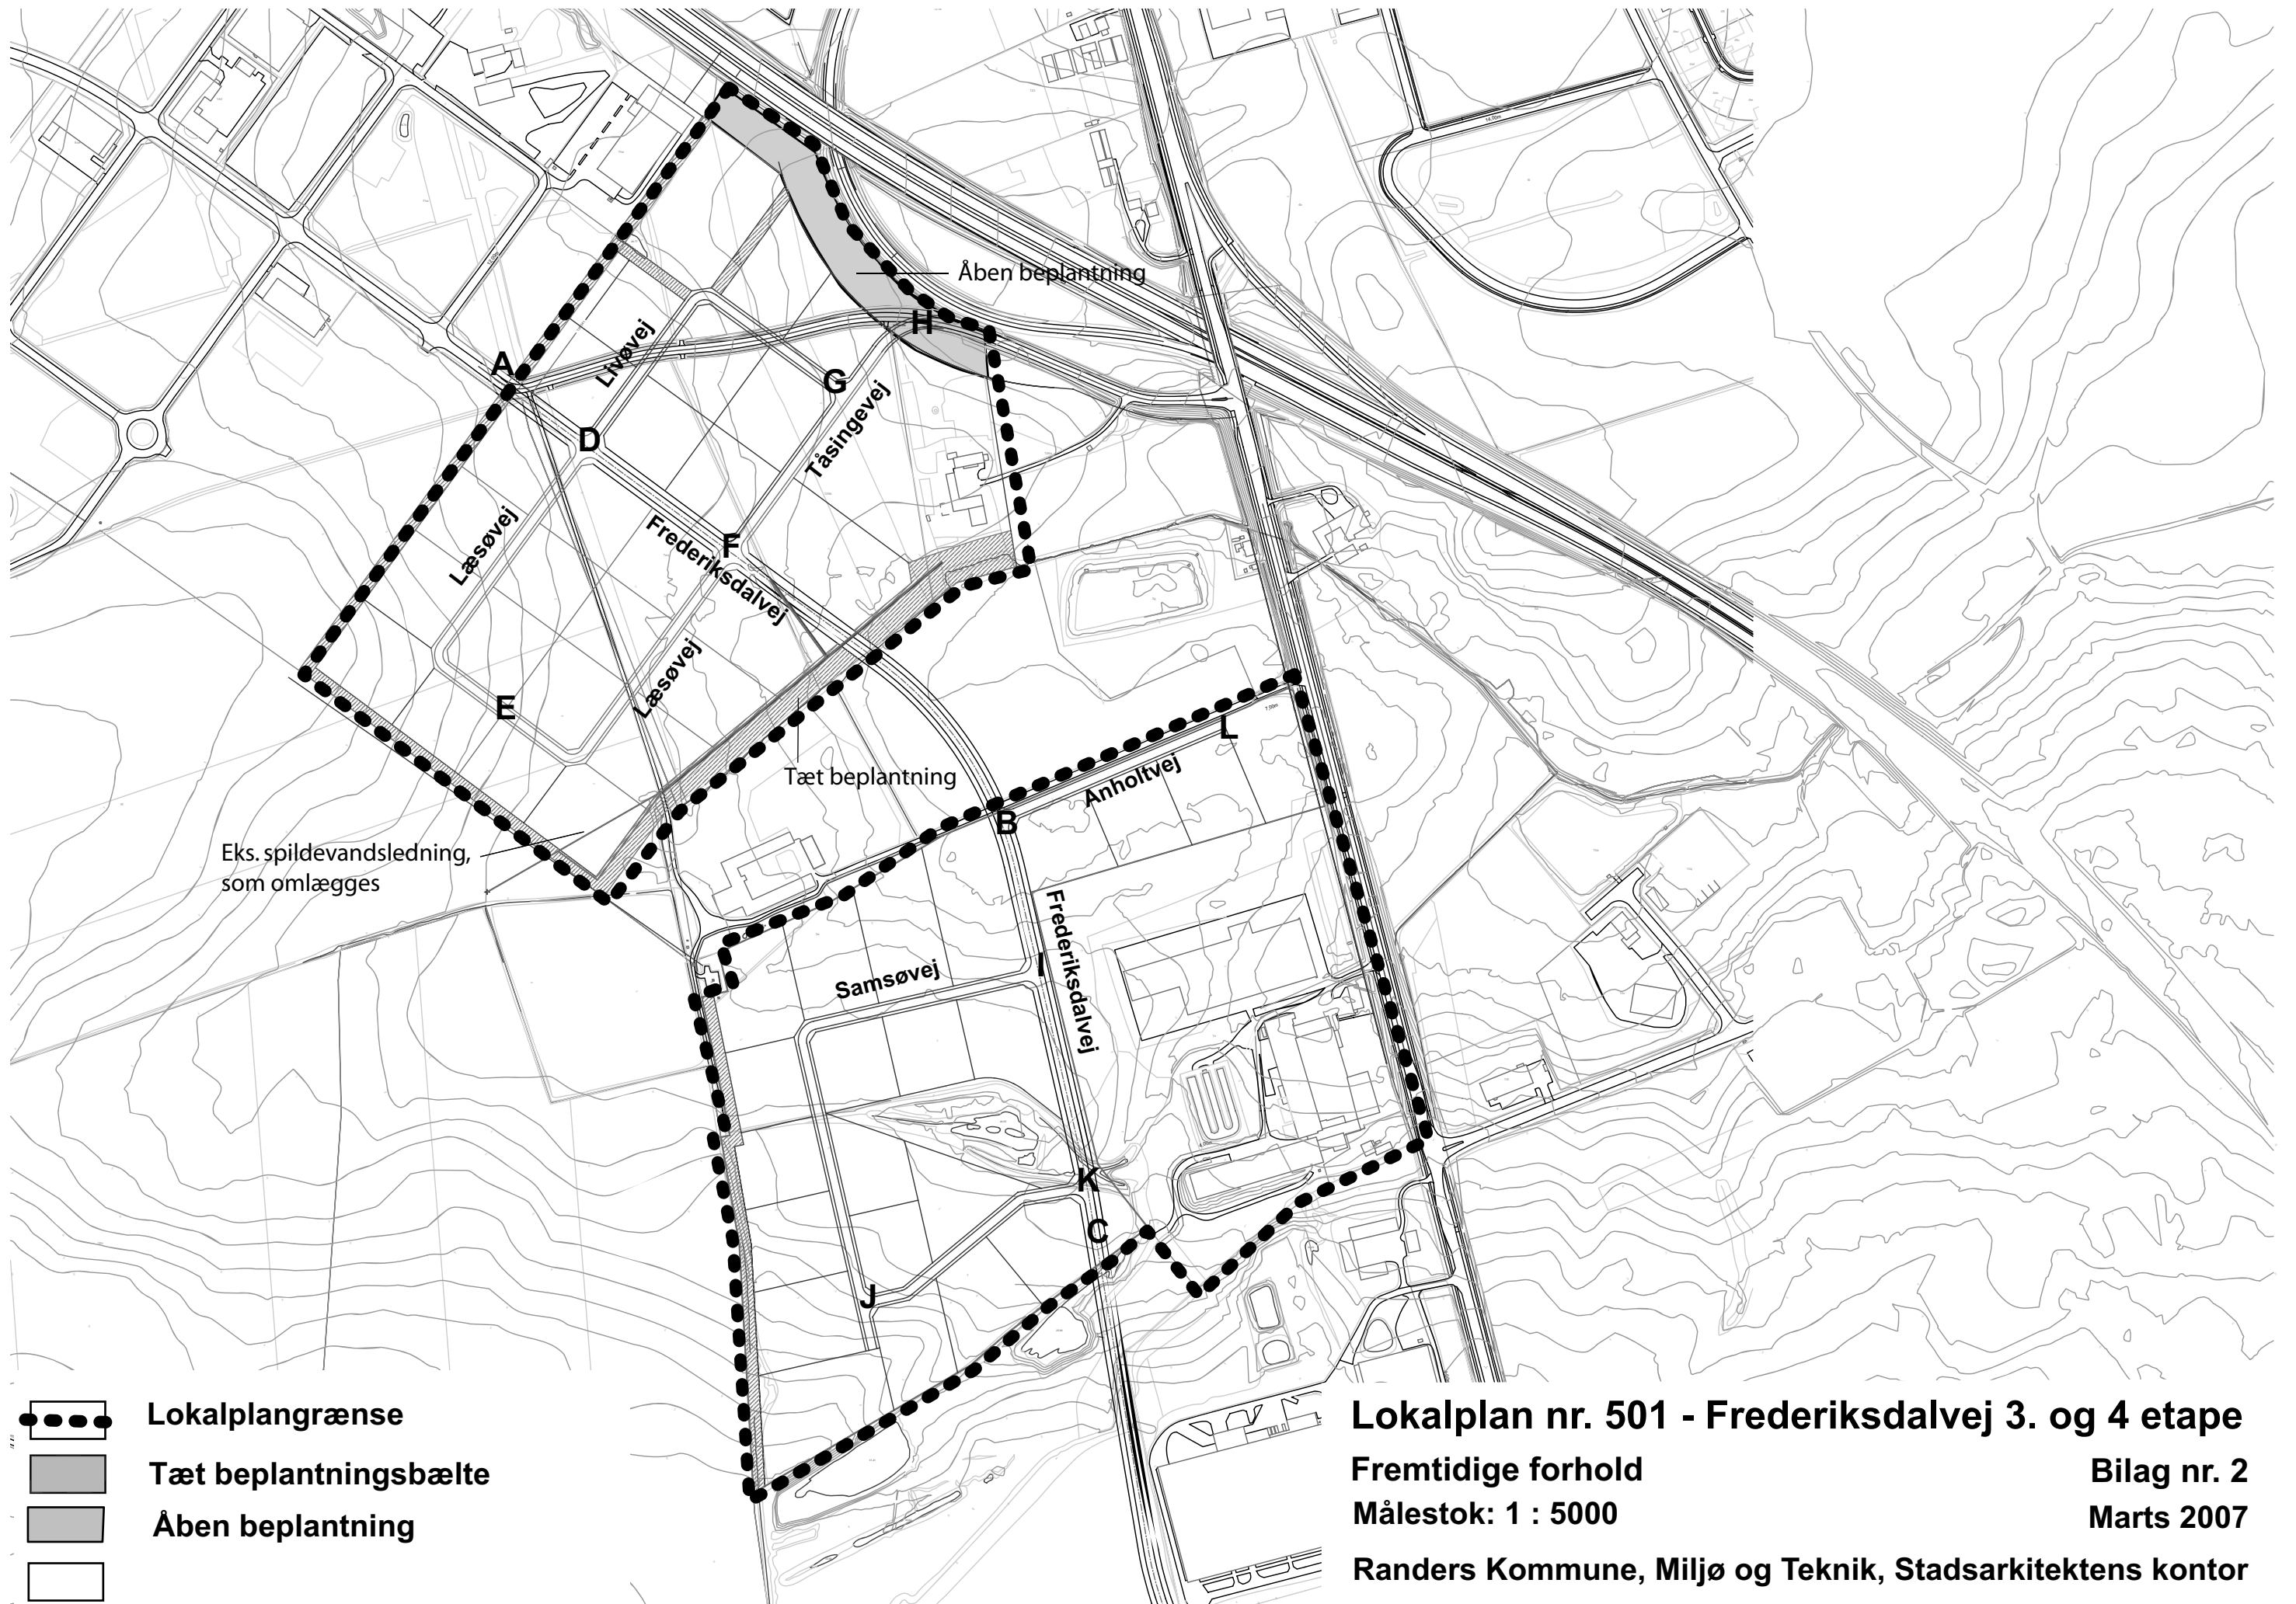 Åben beplantning
H
A
Livøvej
G
Tåsingevej
D
Læsøvej
Frederiksdalvej
F
Læsøvej
E
L
Anholtvej
Tæt beplantning
B
Eks. spildevandsledning,
som omlægges
Frederiksdalvej
I
Samsøvej
K
C
J
Lokalplangrænse
Tæt beplantningsbælte
Åben beplantning
Lokalplan nr. 501 - Frederiksdalvej 3. og 4 etape
Fremtidige forhold
Bilag nr. 2
Målestok: 1 : 5000
Marts 2007
Randers Kommune, Miljø og Teknik, Stadsarkitektens kontor